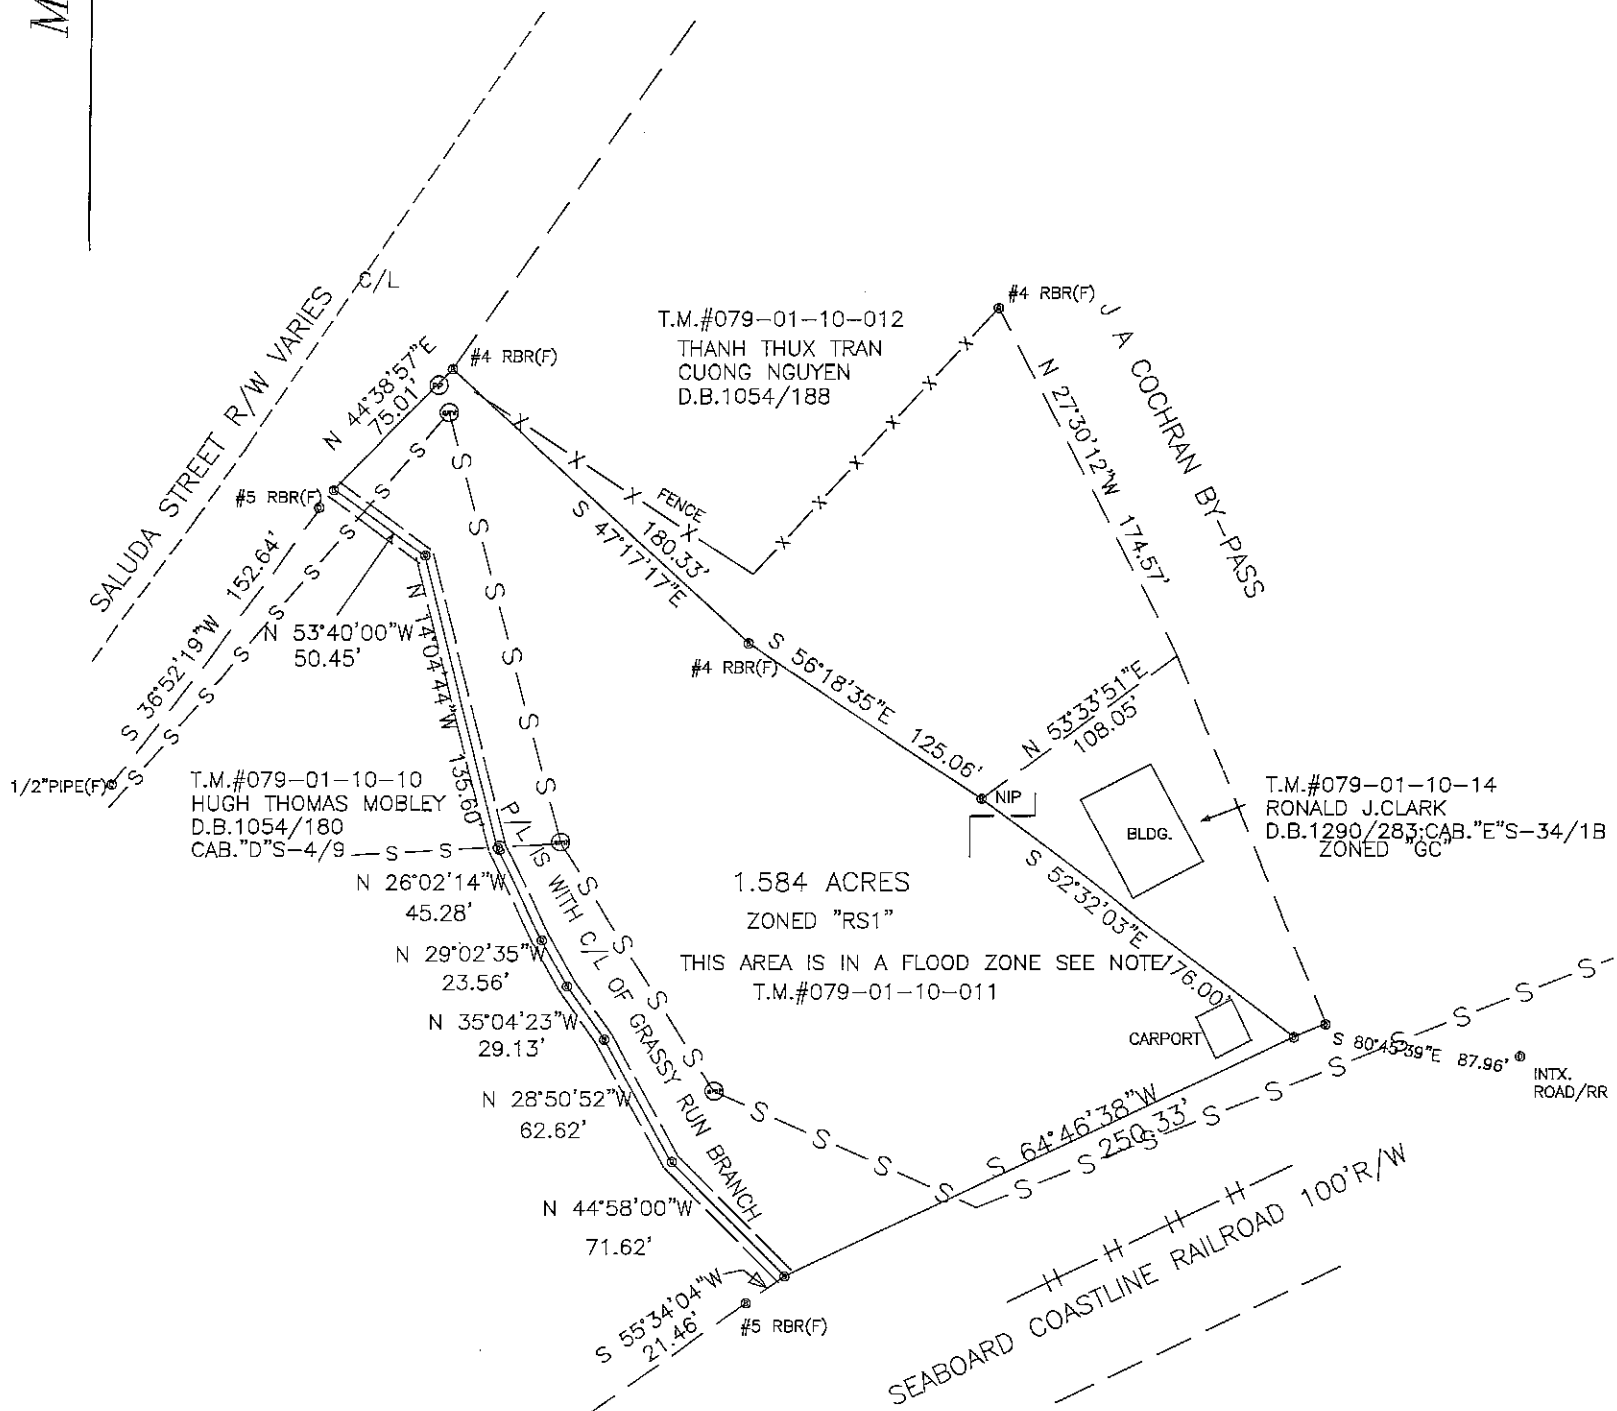 M
C/L
SALUDA STREET R/W VARIES
N 44°38'57"E
75.01'
#4 RBR(F)
T.M.#079-01-10-012
THANH THUX TRAN
CUONG NGUYEN
D.B.1054/188
#4 RBR(F)
J A COCHRAN BY-PASS
N 27°30'12"W 174.57'
FENCE
S 47°17'17"E
180.33'
#5 RBR(F)
S 36°52'19"W 152.64'
N 53°40'00"W
50.45'
N 14°04'44"W 135.60'
#4 RBR(F)
S 56°18'35"E 125.06'
N 53°33'51"E
108.05'
NIP
BLDG.
1/2"PIPE(F)
T.M.#079-01-10-10
HUGH THOMAS MOBLEY
D.B.1054/180
CAB."D"S-4/9
T.M.#079-01-10-14
RONALD J.CLARK
D.B.1290/283;CAB."E"S-34/1B
ZONED "GC"
P/L IS WITH C/L OF GRASSY RUN BRANCH
N 26°02'14"W
45.28'
1.584 ACRES
ZONED "RS1"
THIS AREA IS IN A FLOOD ZONE SEE NOTE
T.M.#079-01-10-011
S 52°32'03"E
176.00'
N 29°02'35"W
23.56'
N 35°04'23"W
29.13'
CARPORT
S 80°45'39"E 87.96'
INTX.
ROAD/RR
N 28°50'52"W
62.62'
S 64°46'38"W
250.33'
N 44°58'00"W
71.62'
S 55°34'04"W
21.46'
#5 RBR(F)
SEABOARD COASTLINE RAILROAD 100'R/W